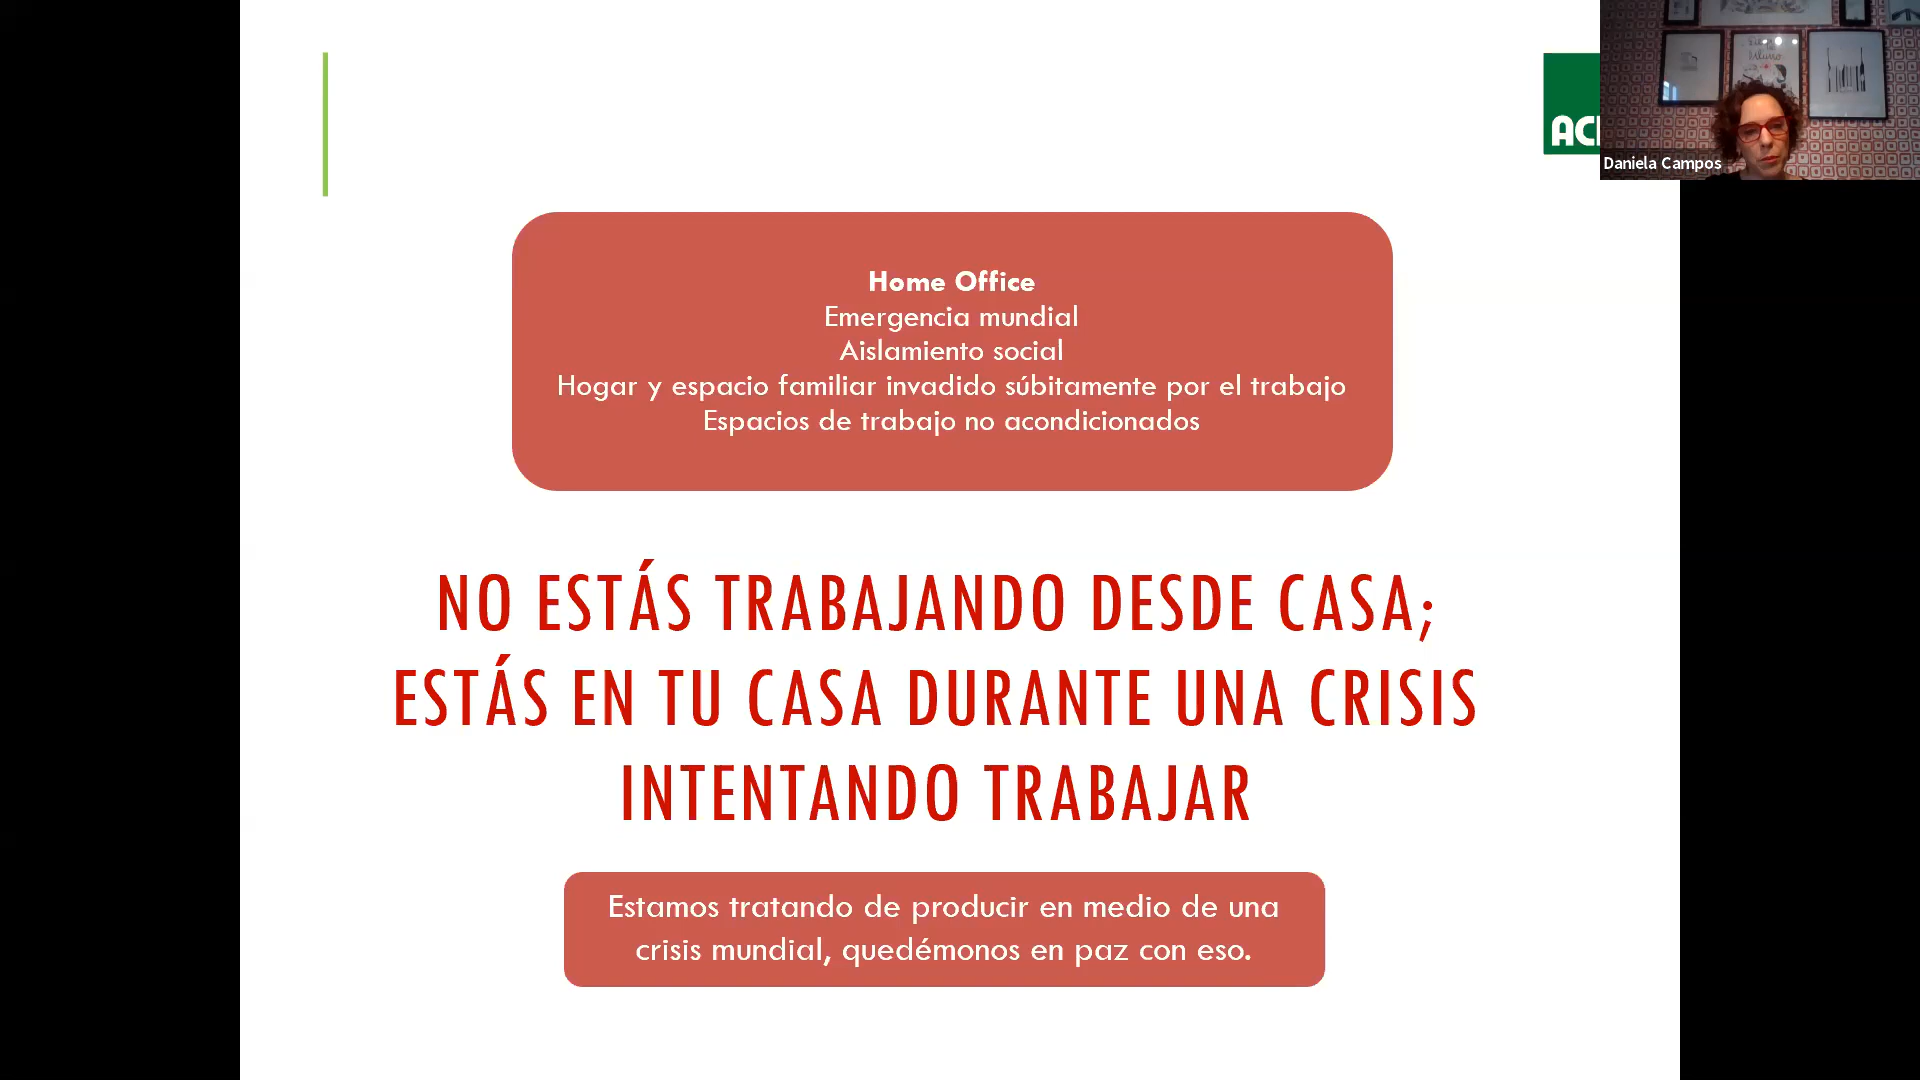 AC
Daniela Campos
Home Office
Emergencia mundial
Aislamiento social
Hogar y espacio familiar invadido súbitamente por el trabajo
Espacios de trabajo no acondicionados
NO ESTÁS TRABAJANDO DESDE CASA;
ESTÁS EN TU CASA DURANTE UNA CRISIS
INTENTANDO TRABAJAR
Estamos tratando de producir en medio de una
crisis mundial, quedémonos en paz con eso.